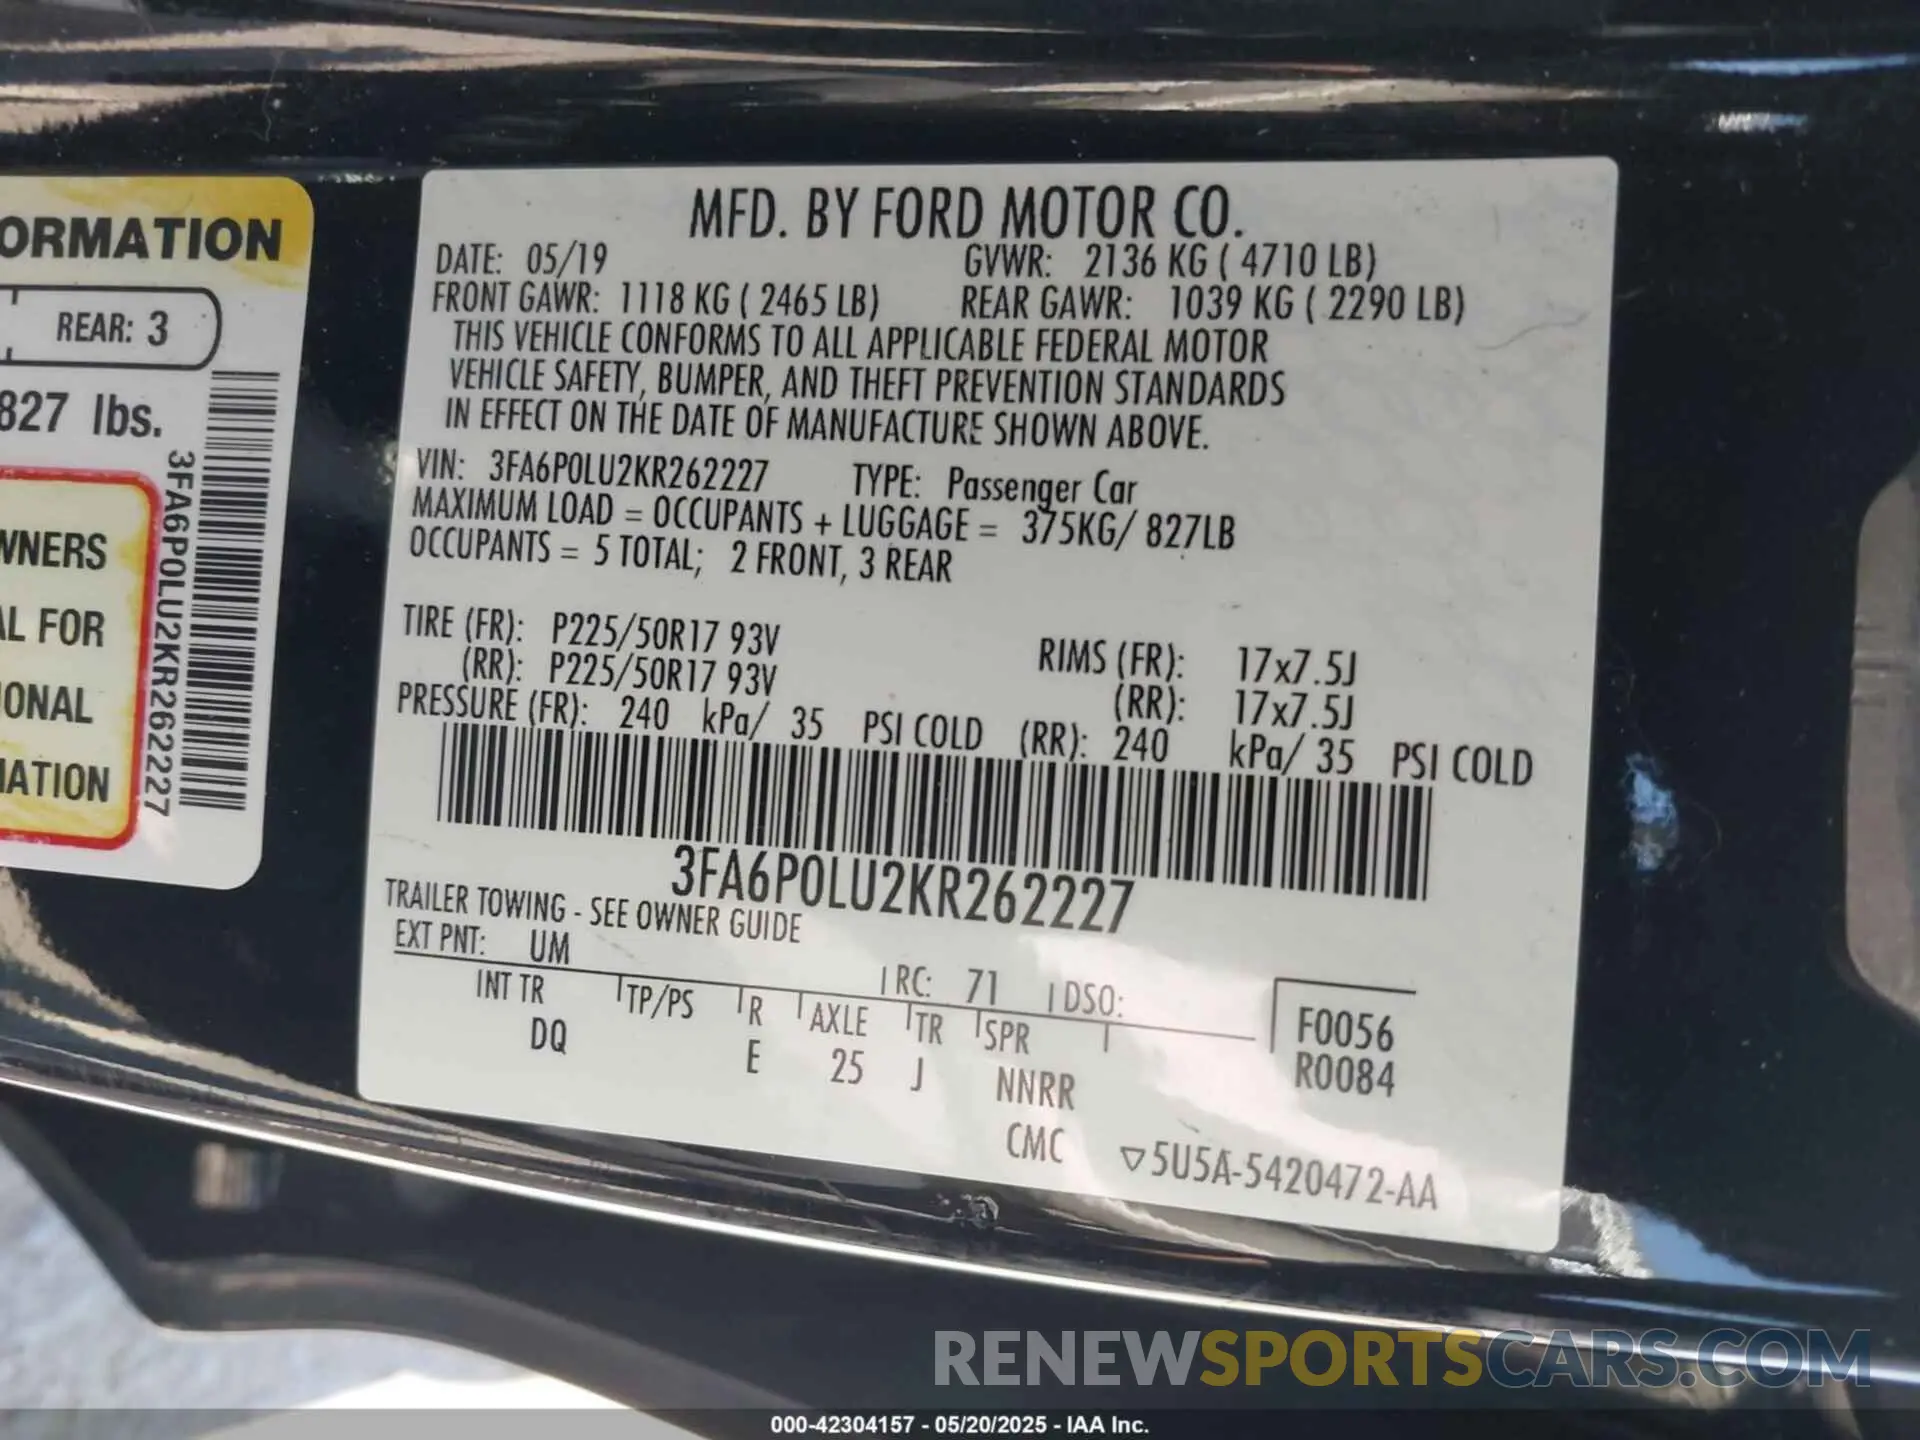 ORMATION
REAR: 3
827 lbs.
3FA6P0LU2KR262227
WNERS
AL FOR
IONAL
MATION
MFD. BY FORD MOTOR CO.
DATE: 05/19 GVWR: 2136 KG ( 4710 LB)
FRONT GAWR: 1118 KG ( 2465 LB) REAR GAWR: 1039 KG ( 2290 LB)
THIS VEHICLE CONFORMS TO ALL APPLICABLE FEDERAL MOTOR
VEHICLE SAFETY, BUMPER, AND THEFT PREVENTION STANDARDS
IN EFFECT ON THE DATE OF MANUFACTURE SHOWN ABOVE.
VIN: 3FA6P0LU2KR262227 TYPE: Passenger Car
MAXIMUM LOAD = OCCUPANTS + LUGGAGE = 375KG/ 827LB
OCCUPANTS = 5 TOTAL; 2 FRONT, 3 REAR
TIRE (FR): P225/50R17 93V RIMS (FR): 17x7.5J
(RR): P225/50R17 93V (RR): 17x7.5J
PRESSURE (FR): 240 kPa/ 35 PSI COLD (RR): 240 kPa/ 35 PSI COLD
3FA6P0LU2KR262227
TRAILER TOWING - SEE OWNER GUIDE
EXT PNT: UM RC: 71 DSO:
INT TR TP/PS R AXLE TR SPR
DQ E 25 J NNRR
F0056
R0084
CMC ▽5U5A-5420472-AA
RENEWSPORTSCARS.COM
000-42304157 - 05/20/2025 - IAA Inc.